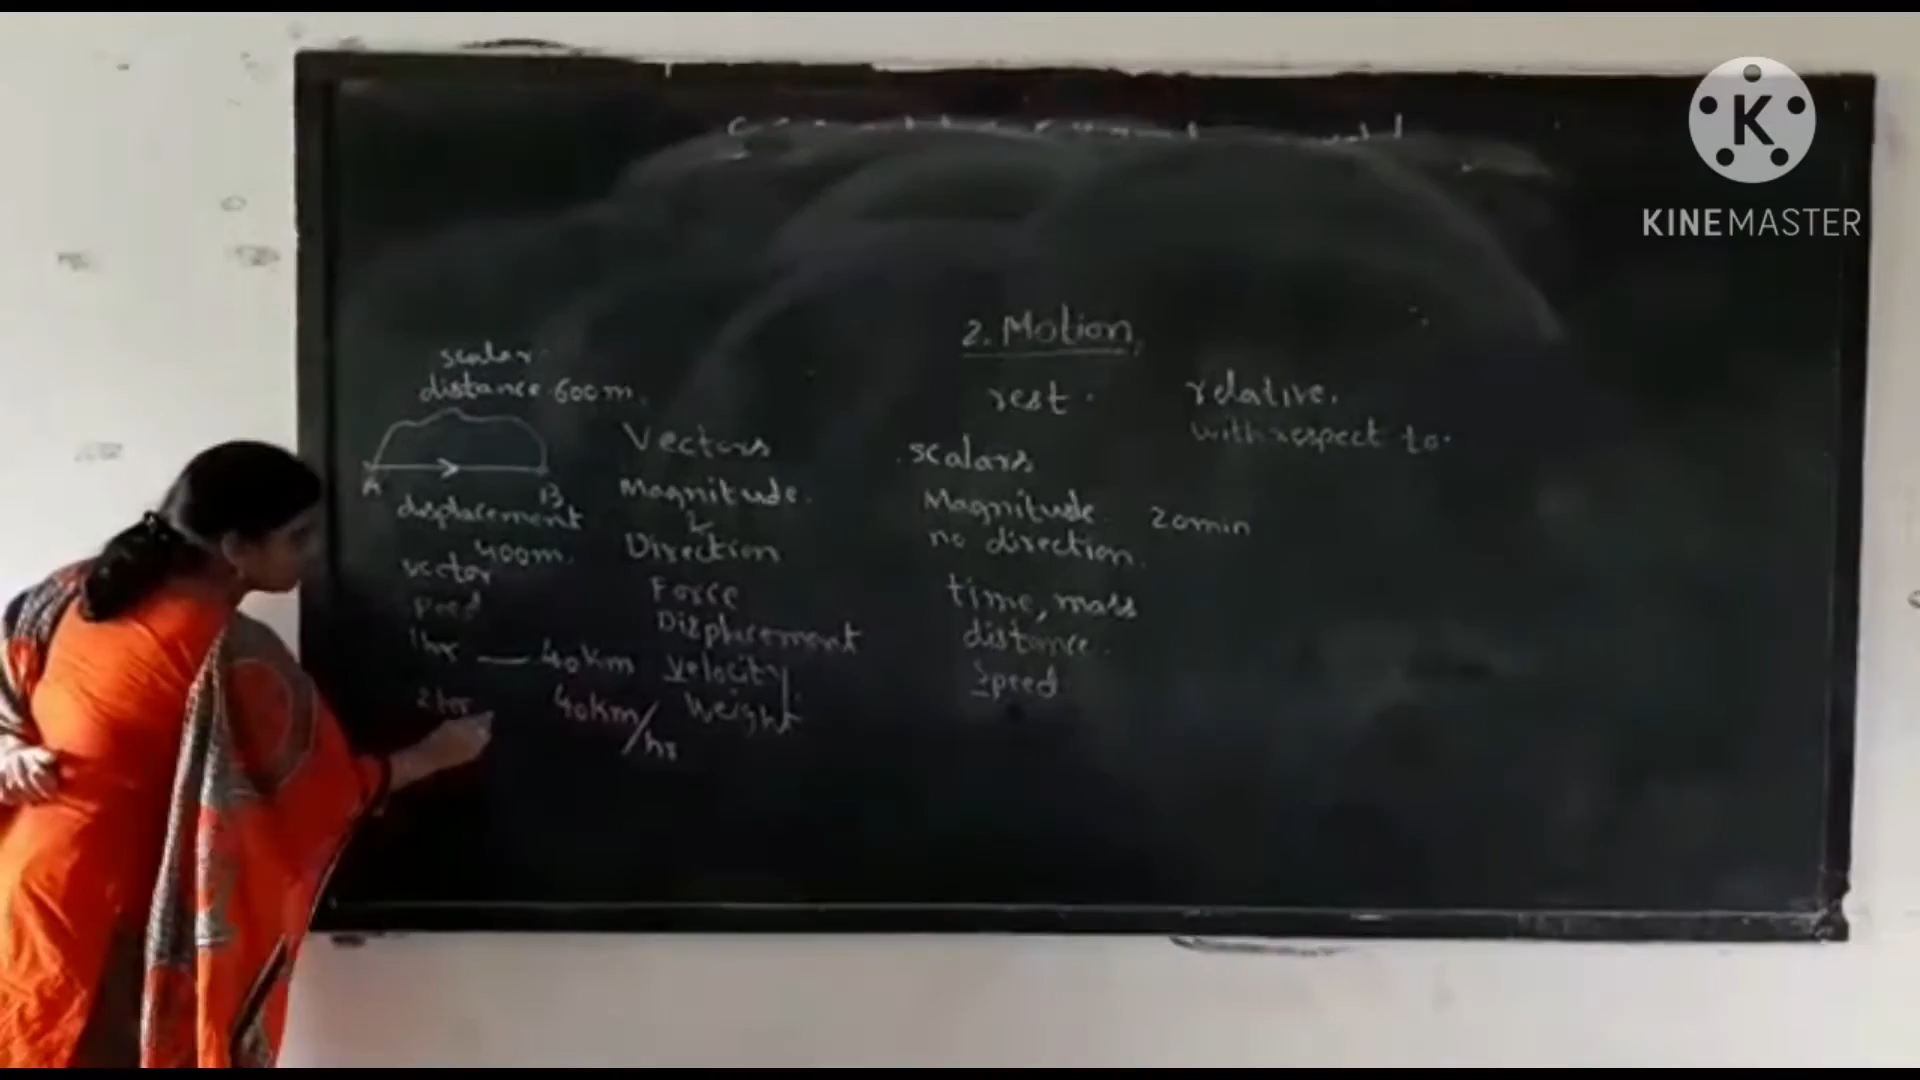 KINEMASTER
2. Motion
rest.
relative.
with respect to.
scalar.
distance 600m.
A
B
displacement
400m.
vector
peed
1hr — 40km
2hr
40km/hr
Vectors
Magnitude.
&
Direction
Force
Displacement
Velocity.
Weight
scalars
Magnitude 20min
no direction.
time, mass
distance.
Speed